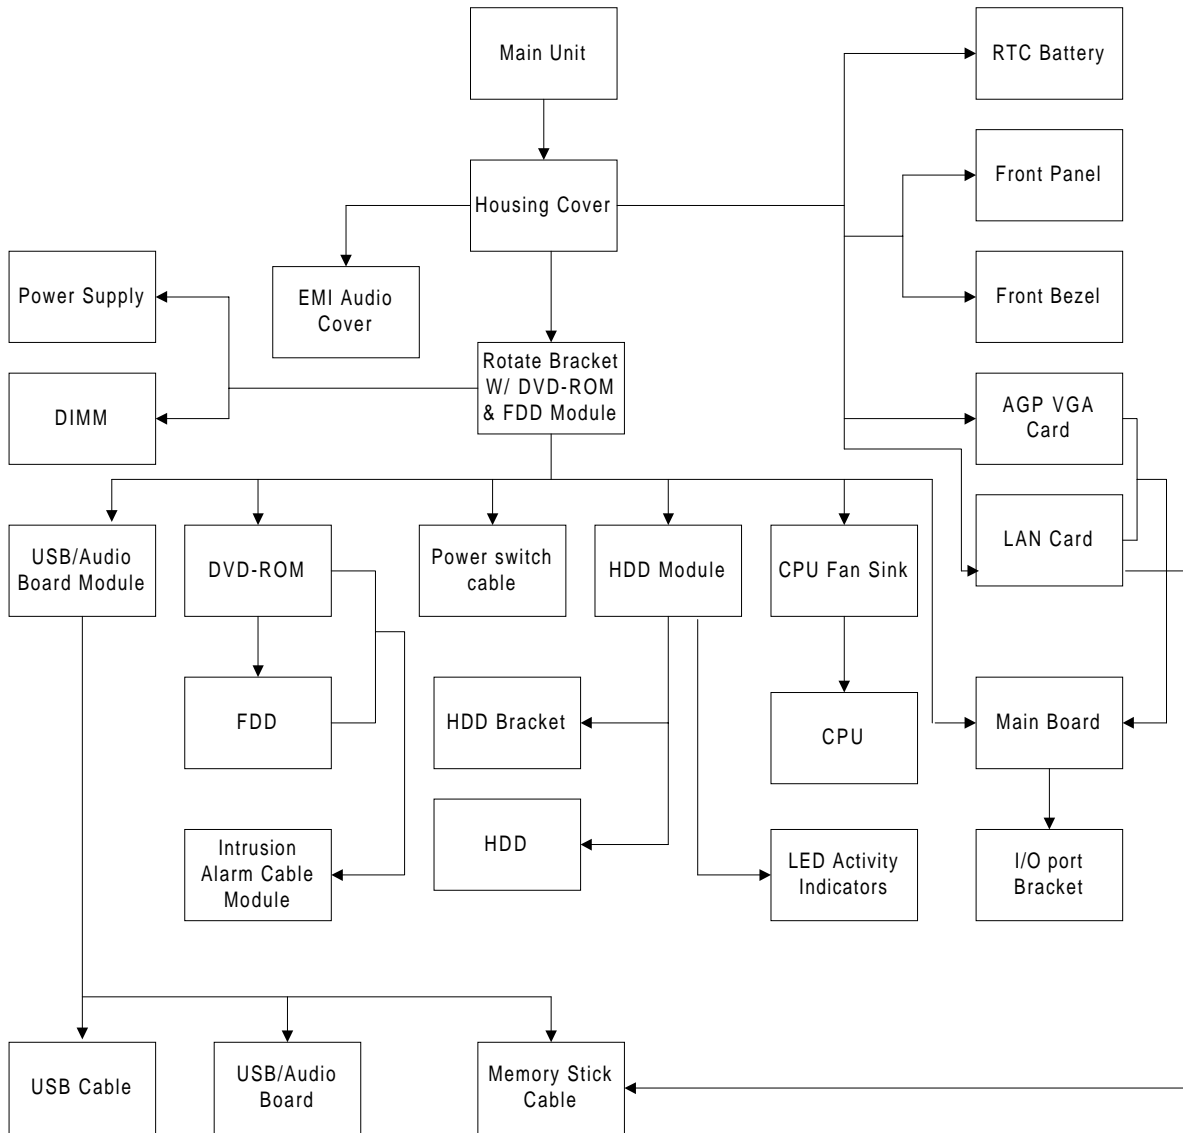 Main Unit
RTC Battery
Housing Cover
Front Panel
Power Supply
EMI Audio
Cover
Front Bezel
Rotate Bracket
W/ DVD-ROM
& FDD Module
DIMM
AGP VGA
Card
USB/Audio
Board Module
DVD-ROM
Power switch
cable
HDD Module
CPU Fan Sink
LAN Card
FDD
HDD Bracket
CPU
Main Board
Intrusion
Alarm Cable
Module
HDD
LED Activity
Indicators
I/O port
Bracket
USB Cable
USB/Audio
Board
Memory Stick
Cable